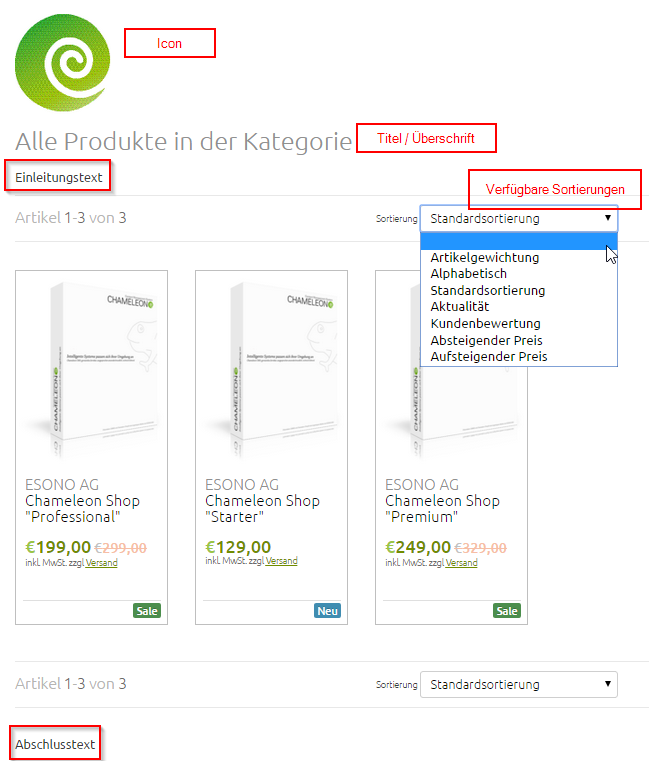 Icon
Alle Produkte in der Kategorie
Titel / Überschrift
Einleitungstext
Verfügbare Sortierungen
Artikel 1-3 von 3
Sortierung Standardsortierung
Artikelgewichtung
Alphabetisch
Standardsortierung
Aktualität
Kundenbewertung
Absteigender Preis
Aufsteigender Preis
CHAMELEON
CHAMELEON
CHAMELEON
CHAMELEON
CHAMELEON
ESONO AG
Chameleon Shop
"Professional"
€199,00 €299,00
inkl. MwSt. zzgl Versand
Sale
ESONO AG
Chameleon Shop
"Starter"
€129,00
inkl. MwSt. zzgl Versand
Neu
ESONO AG
Chameleon Shop
"Premium"
€249,00 €329,00
inkl. MwSt. zzgl Versand
Sale
Artikel 1-3 von 3
Sortierung Standardsortierung
Abschlusstext